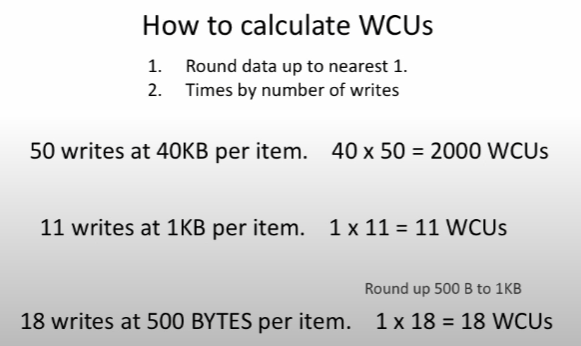 How to calculate WCUs
1. Round data up to nearest 1.
2. Times by number of writes
50 writes at 40KB per item. 40 x 50 = 2000 WCUs
11 writes at 1KB per item. 1 x 11 = 11 WCUs
Round up 500 B to 1KB
18 writes at 500 BYTES per item. 1 x 18 = 18 WCUs